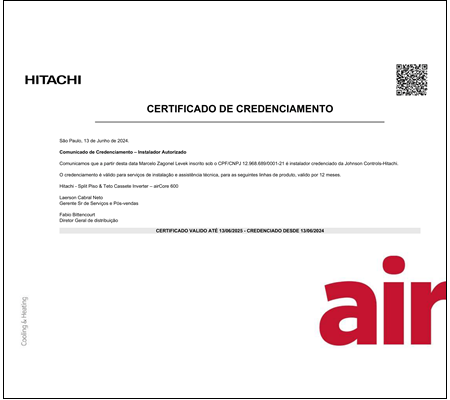 HITACHI
CERTIFICADO DE CREDENCIAMENTO
São Paulo, 13 de Junho de 2024.
Comunicado de Credenciamento – Instalador Autorizado
Comunicamos que a partir desta data Marcelo Zagonel Levek inscrito sob o CPF/CNPJ 12.968.689/0001-21 é instalador credenciado da Johnson Controls-Hitachi.
O credenciamento é válido para serviços de instalação e assistência técnica, para as seguintes linhas de produto, valido por 12 meses.
Hitachi - Split Piso & Teto Cassete Inverter – airCore 600
Laerson Cabral Neto
Gerente Sr de Serviços e Pós-vendas
Fabio Bittencourt
Diretor Geral de distribuição
CERTIFICADO VALIDO ATÉ 13/06/2025 - CREDENCIADO DESDE 13/06/2024
Cooling & Heating
air